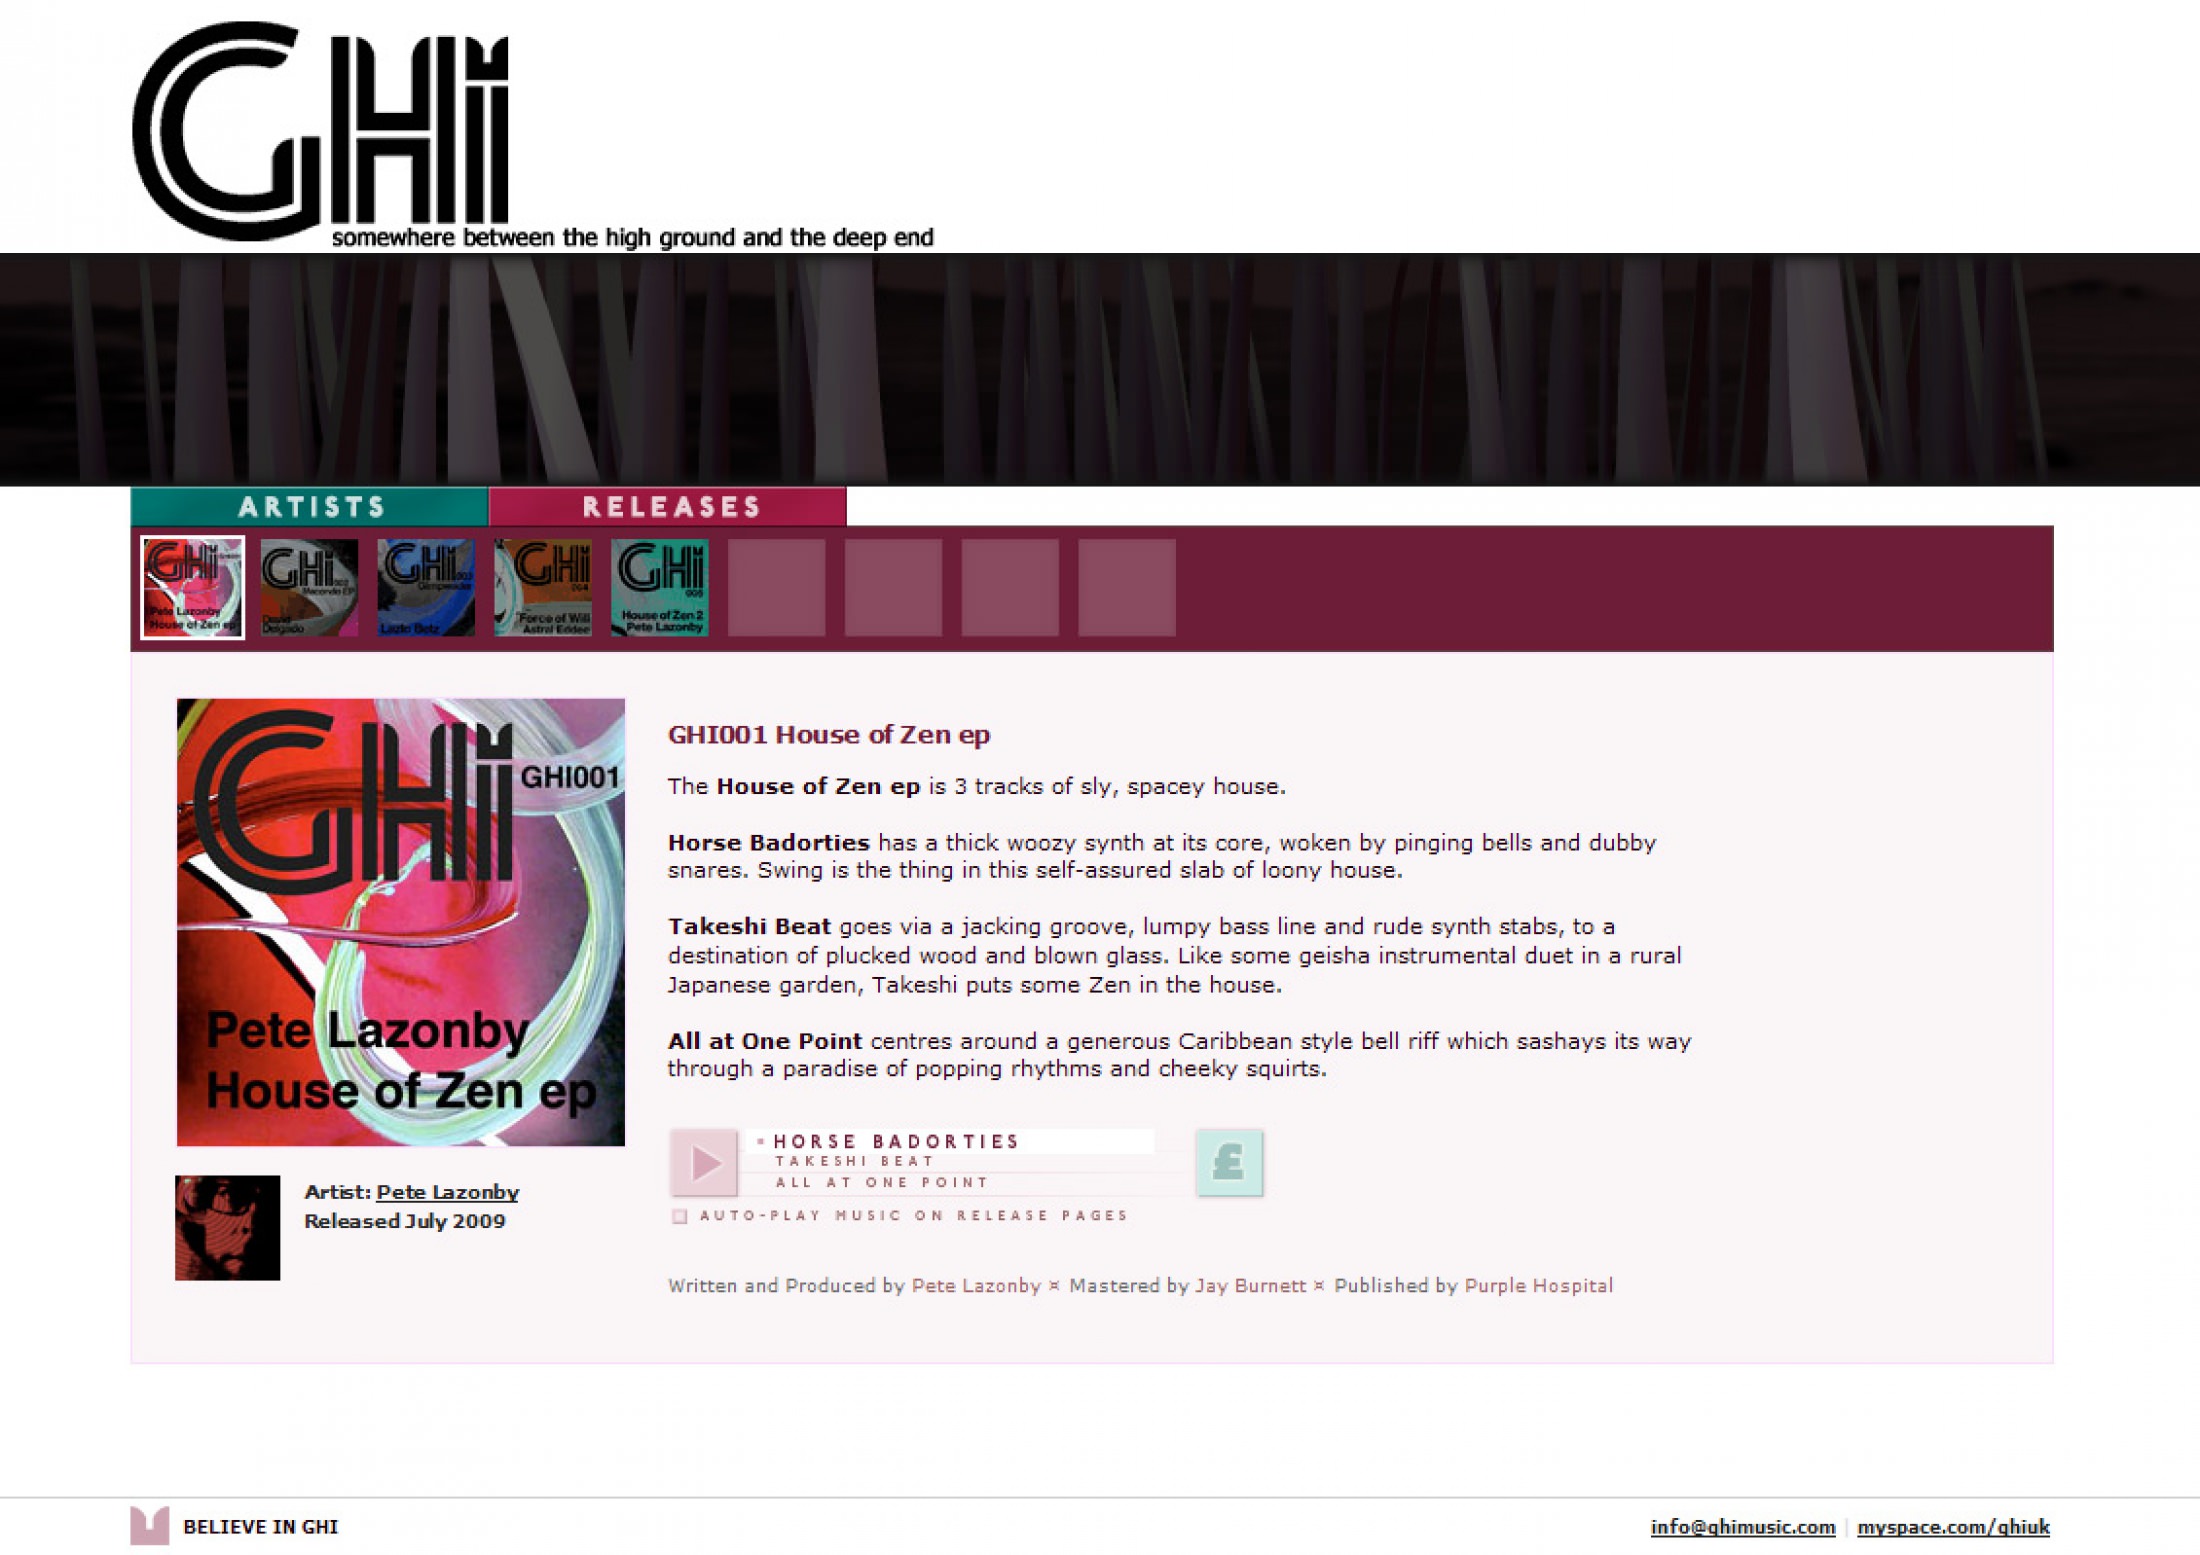 GHi
somewhere between the high ground and the deep end
ARTISTS
RELEASES
GHi
Pete Lazonby
House of Zen ep
GHi 002
Macondo EP
David
Delgado
GHi 003
Lazlo Betz
GHi
004
Force of Will
Astral Eddee
GHi
005
House of Zen 2
Pete Lazonby
GHi
GHI001
Pete Lazonby
House of Zen ep
Artist: Pete Lazonby
Released July 2009
GHI001 House of Zen ep
The House of Zen ep is 3 tracks of sly, spacey house.
Horse Badorties has a thick woozy synth at its core, woken by pinging bells and dubby
snares. Swing is the thing in this self-assured slab of loony house.
Takeshi Beat goes via a jacking groove, lumpy bass line and rude synth stabs, to a
destination of plucked wood and blown glass. Like some geisha instrumental duet in a rural
Japanese garden, Takeshi puts some Zen in the house.
All at One Point centres around a generous Caribbean style bell riff which sashays its way
through a paradise of popping rhythms and cheeky squirts.
HORSE BADORTIES
TAKESHI BEAT
ALL AT ONE POINT
£
AUTO-PLAY MUSIC ON RELEASE PAGES
Written and Produced by Pete Lazonby ¤ Mastered by Jay Burnett ¤ Published by Purple Hospital
BELIEVE IN GHI
info@ghimusic.com | myspace.com/ghiuk